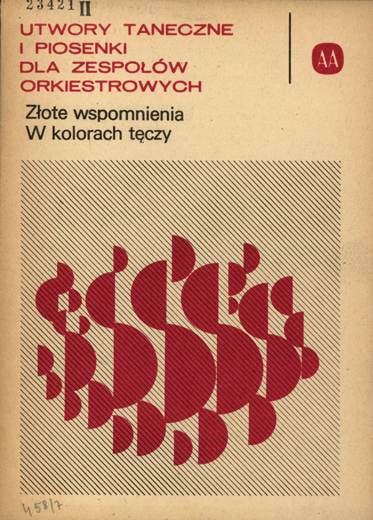 23421 II
UTWORY TANECZNE
I PIOSENKI
DLA ZESPOŁÓW
ORKIESTROWYCH
AA
Złote wspomnienia
W kolorach tęczy
458/7